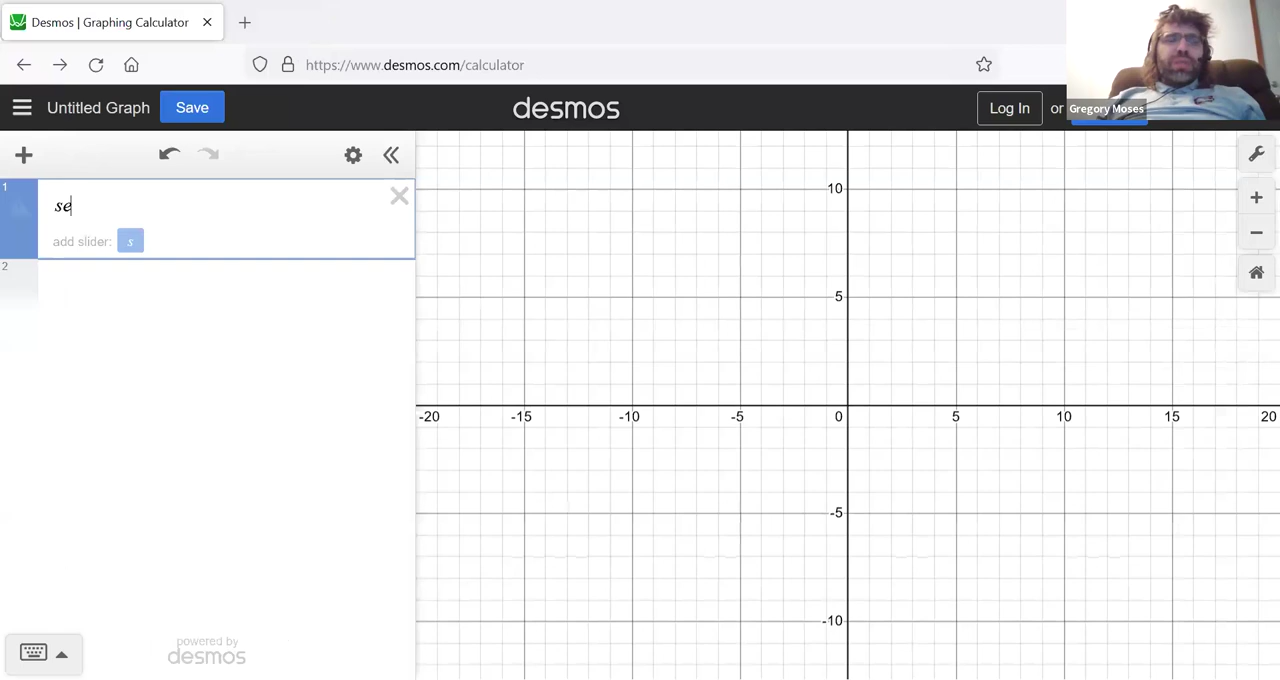 Desmos | Graphing Calculator
https://www.desmos.com/calculator
Untitled Graph
Save
desmos
Log In
or
Gregory Moses
1
se
add slider: s
2
10
5
-20 -15 -10 -5 0 5 10 15 20
-5
-10
powered by
desmos